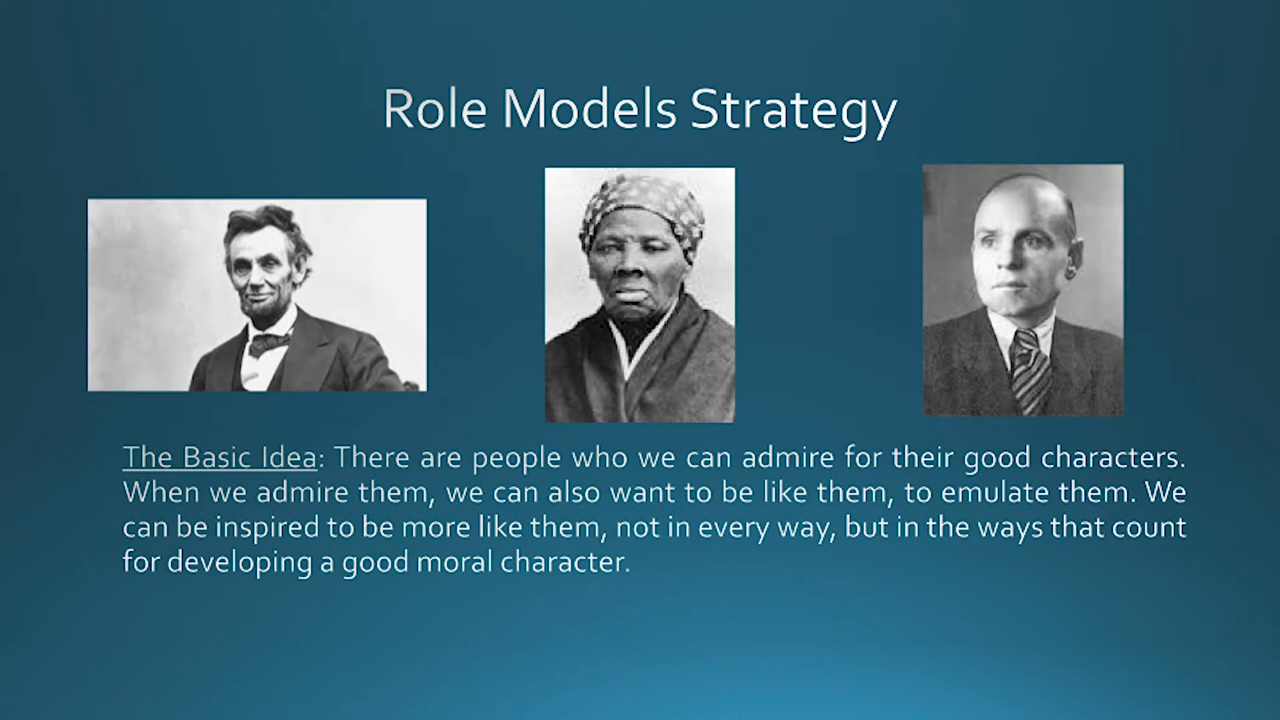 Role Models Strategy
The Basic Idea: There are people who we can admire for their good characters.
When we admire them, we can also want to be like them, to emulate them. We
can be inspired to be more like them, not in every way, but in the ways that count
for developing a good moral character.